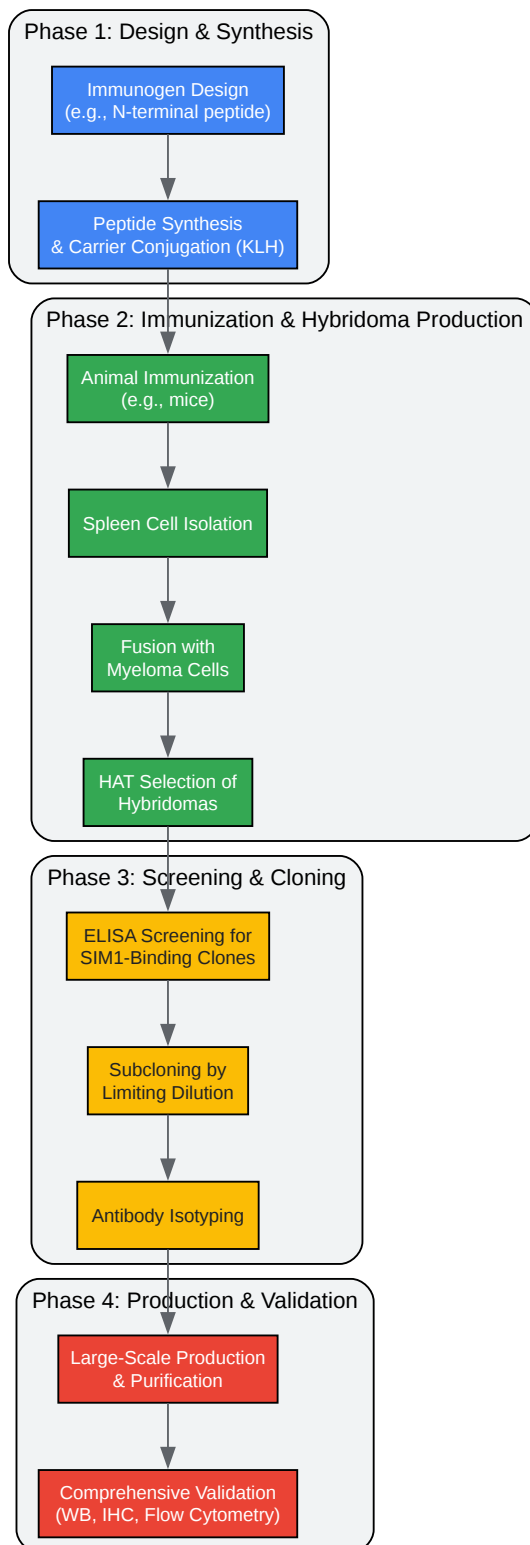 Phase 1: Design & Synthesis
Immunogen Design
(e.g., N-terminal peptide)
Peptide Synthesis
& Carrier Conjugation (KLH)
Phase 2: Immunization & Hybridoma Production
Animal Immunization
(e.g., mice)
Spleen Cell Isolation
Fusion with
Myeloma Cells
HAT Selection of
Hybridomas
Phase 3: Screening & Cloning
ELISA Screening for
SIM1-Binding Clones
Subcloning by
Limiting Dilution
Antibody Isotyping
Phase 4: Production & Validation
Large-Scale Production
& Purification
Comprehensive Validation
(WB, IHC, Flow Cytometry)